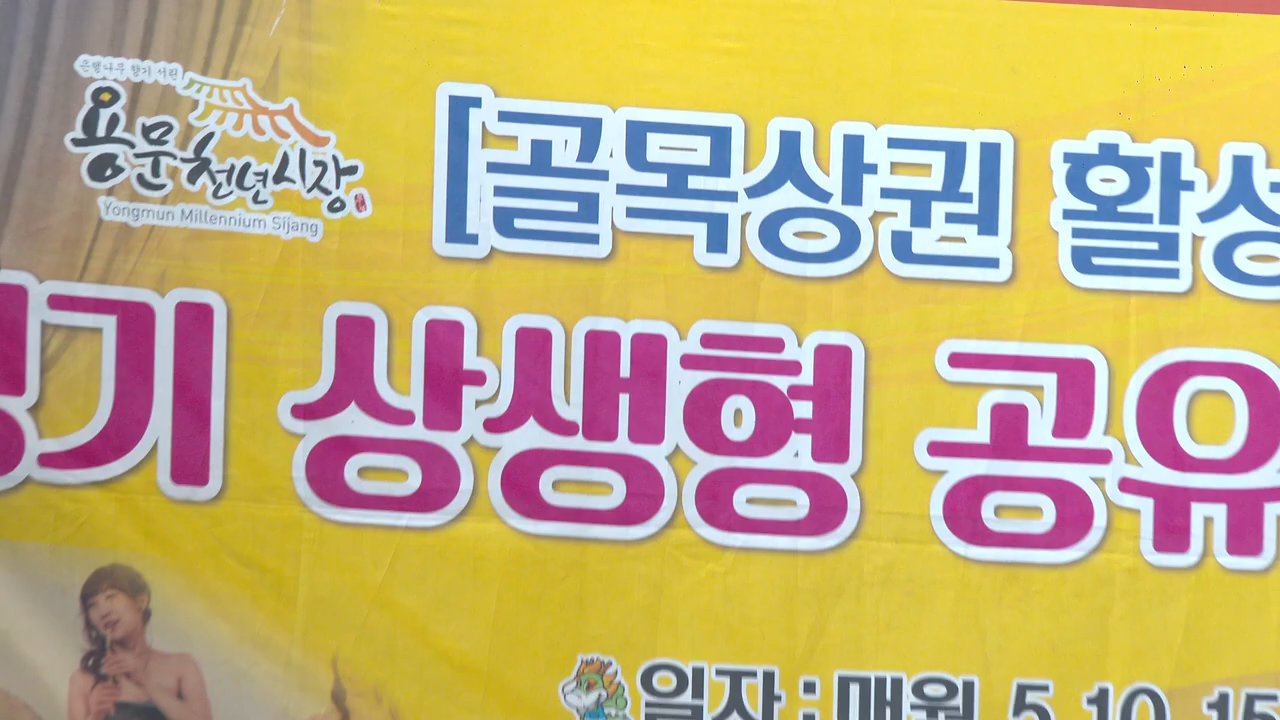 은행나무 향기 서린
용문천년시장
Yongmun Millennium Sijang
[골목상권 활성
기 상생형 공유
일자 : 매월 5, 10, 15